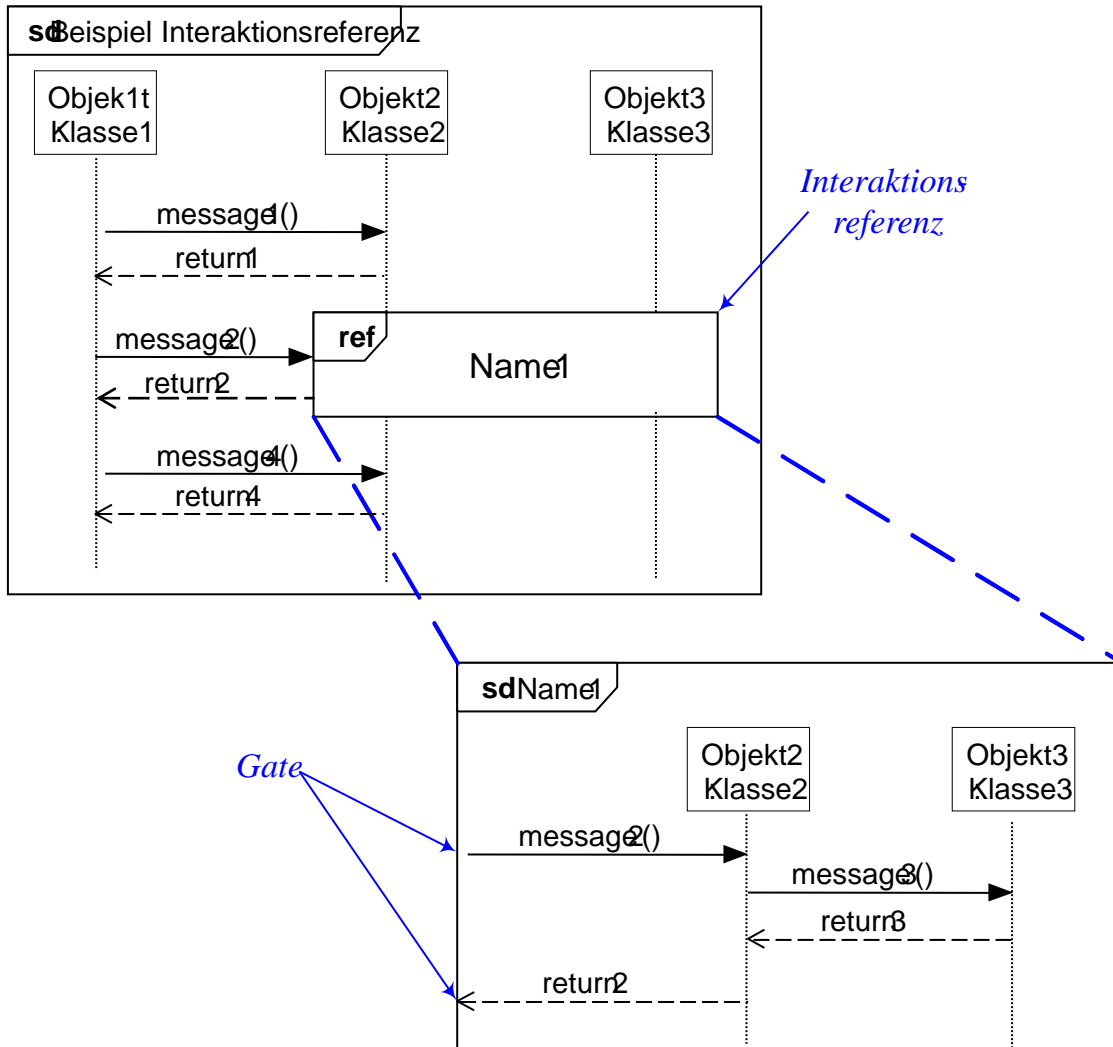 sd Beispiel Interaktionsreferenz
Objek1t
:Klasse1
Objekt2
:Klasse2
Objekt3
:Klasse3
Interaktions-
referenz
message1()
return1
message2()
ref
Name1
return2
message4()
return4
sd Name1
Objekt2
:Klasse2
Objekt3
:Klasse3
Gate
message2()
message3()
return3
return2